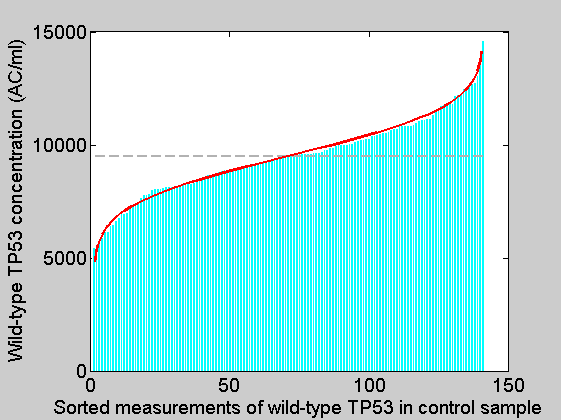 Wild-type TP53 concentration (AC/ml)
15000
10000
5000
0
0 50 100 150
Sorted measurements of wild-type TP53 in control sample